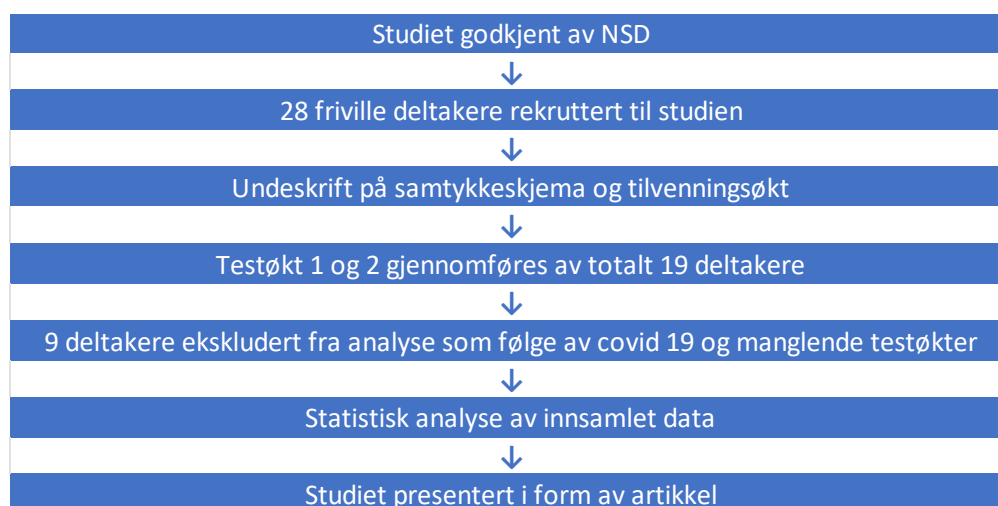 Studiet godkjent av NSD
↓
28 friville deltakere rekruttert til studien
↓
Undeskrift på samtykkeskjema og tilvenningsøkt
↓
Testøkt 1 og 2 gjennomføres av totalt 19 deltakere
↓
9 deltakere ekskludert fra analyse som følge av covid 19 og manglende testøkter
↓
Statistisk analyse av innsamlet data
↓
Studiet presentert i form av artikkel